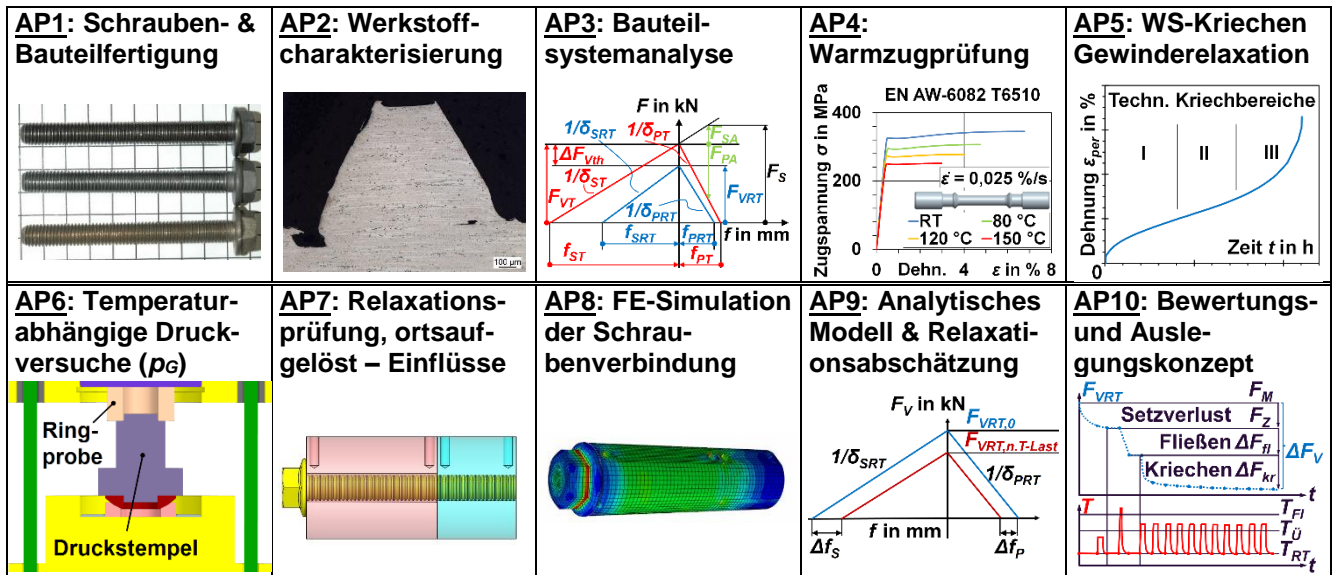 AP1: Schrauben- &
Bauteilfertigung
AP2: Werkstoff-
charakterisierung
100 µm
AP3: Bauteil-
systemanalyse
F in kN
1/δSRT
1/δPT
FSA
FPA
ΔFVth
1/δST
FS
FVT
FVRT
1/δPRT
fSRT
fPRT
f in mm
fST
fPT
AP4:
Warmzugprüfung
EN AW-6082 T6510
Zugspannung σ in MPa
400
200
0
ε̇ = 0,025 %/s
RT
80 °C
120 °C
150 °C
0
Dehn.
4
ε in %
8
AP5: WS-Kriechen
Gewinderelaxation
Techn. Kriechbereiche
Dehnung εper in %
I
II
III
0
Zeit t in h
AP6: Temperatur-
abhängige Druck-
versuche (pG)
Ring-
probe
Druckstempel
AP7: Relaxations-
prüfung, ortsauf-
gelöst – Einflüsse
AP8: FE-Simulation
der Schrau-
benverbindung
AP9: Analytisches
Modell & Relaxati-
onsabschätzung
FV in kN
FVRT,0
FVRT,n.T-Last
1/δSRT
1/δPRT
f in mm
ΔfS
ΔfP
AP10: Bewertungs-
und Ausle-
gungskonzept
FVRT
FM
Setzverlust FZ
Fließen ΔFfl
ΔFV
Kriechen ΔFkr
t
T
TFl
TÜ
TRT
t